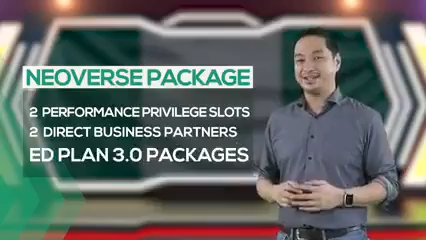 NEOVERSE PACKAGE
2 PERFORMANCE PRIVILEGE SLOTS
2 DIRECT BUSINESS PARTNERS
ED PLAN 3.0 PACKAGES